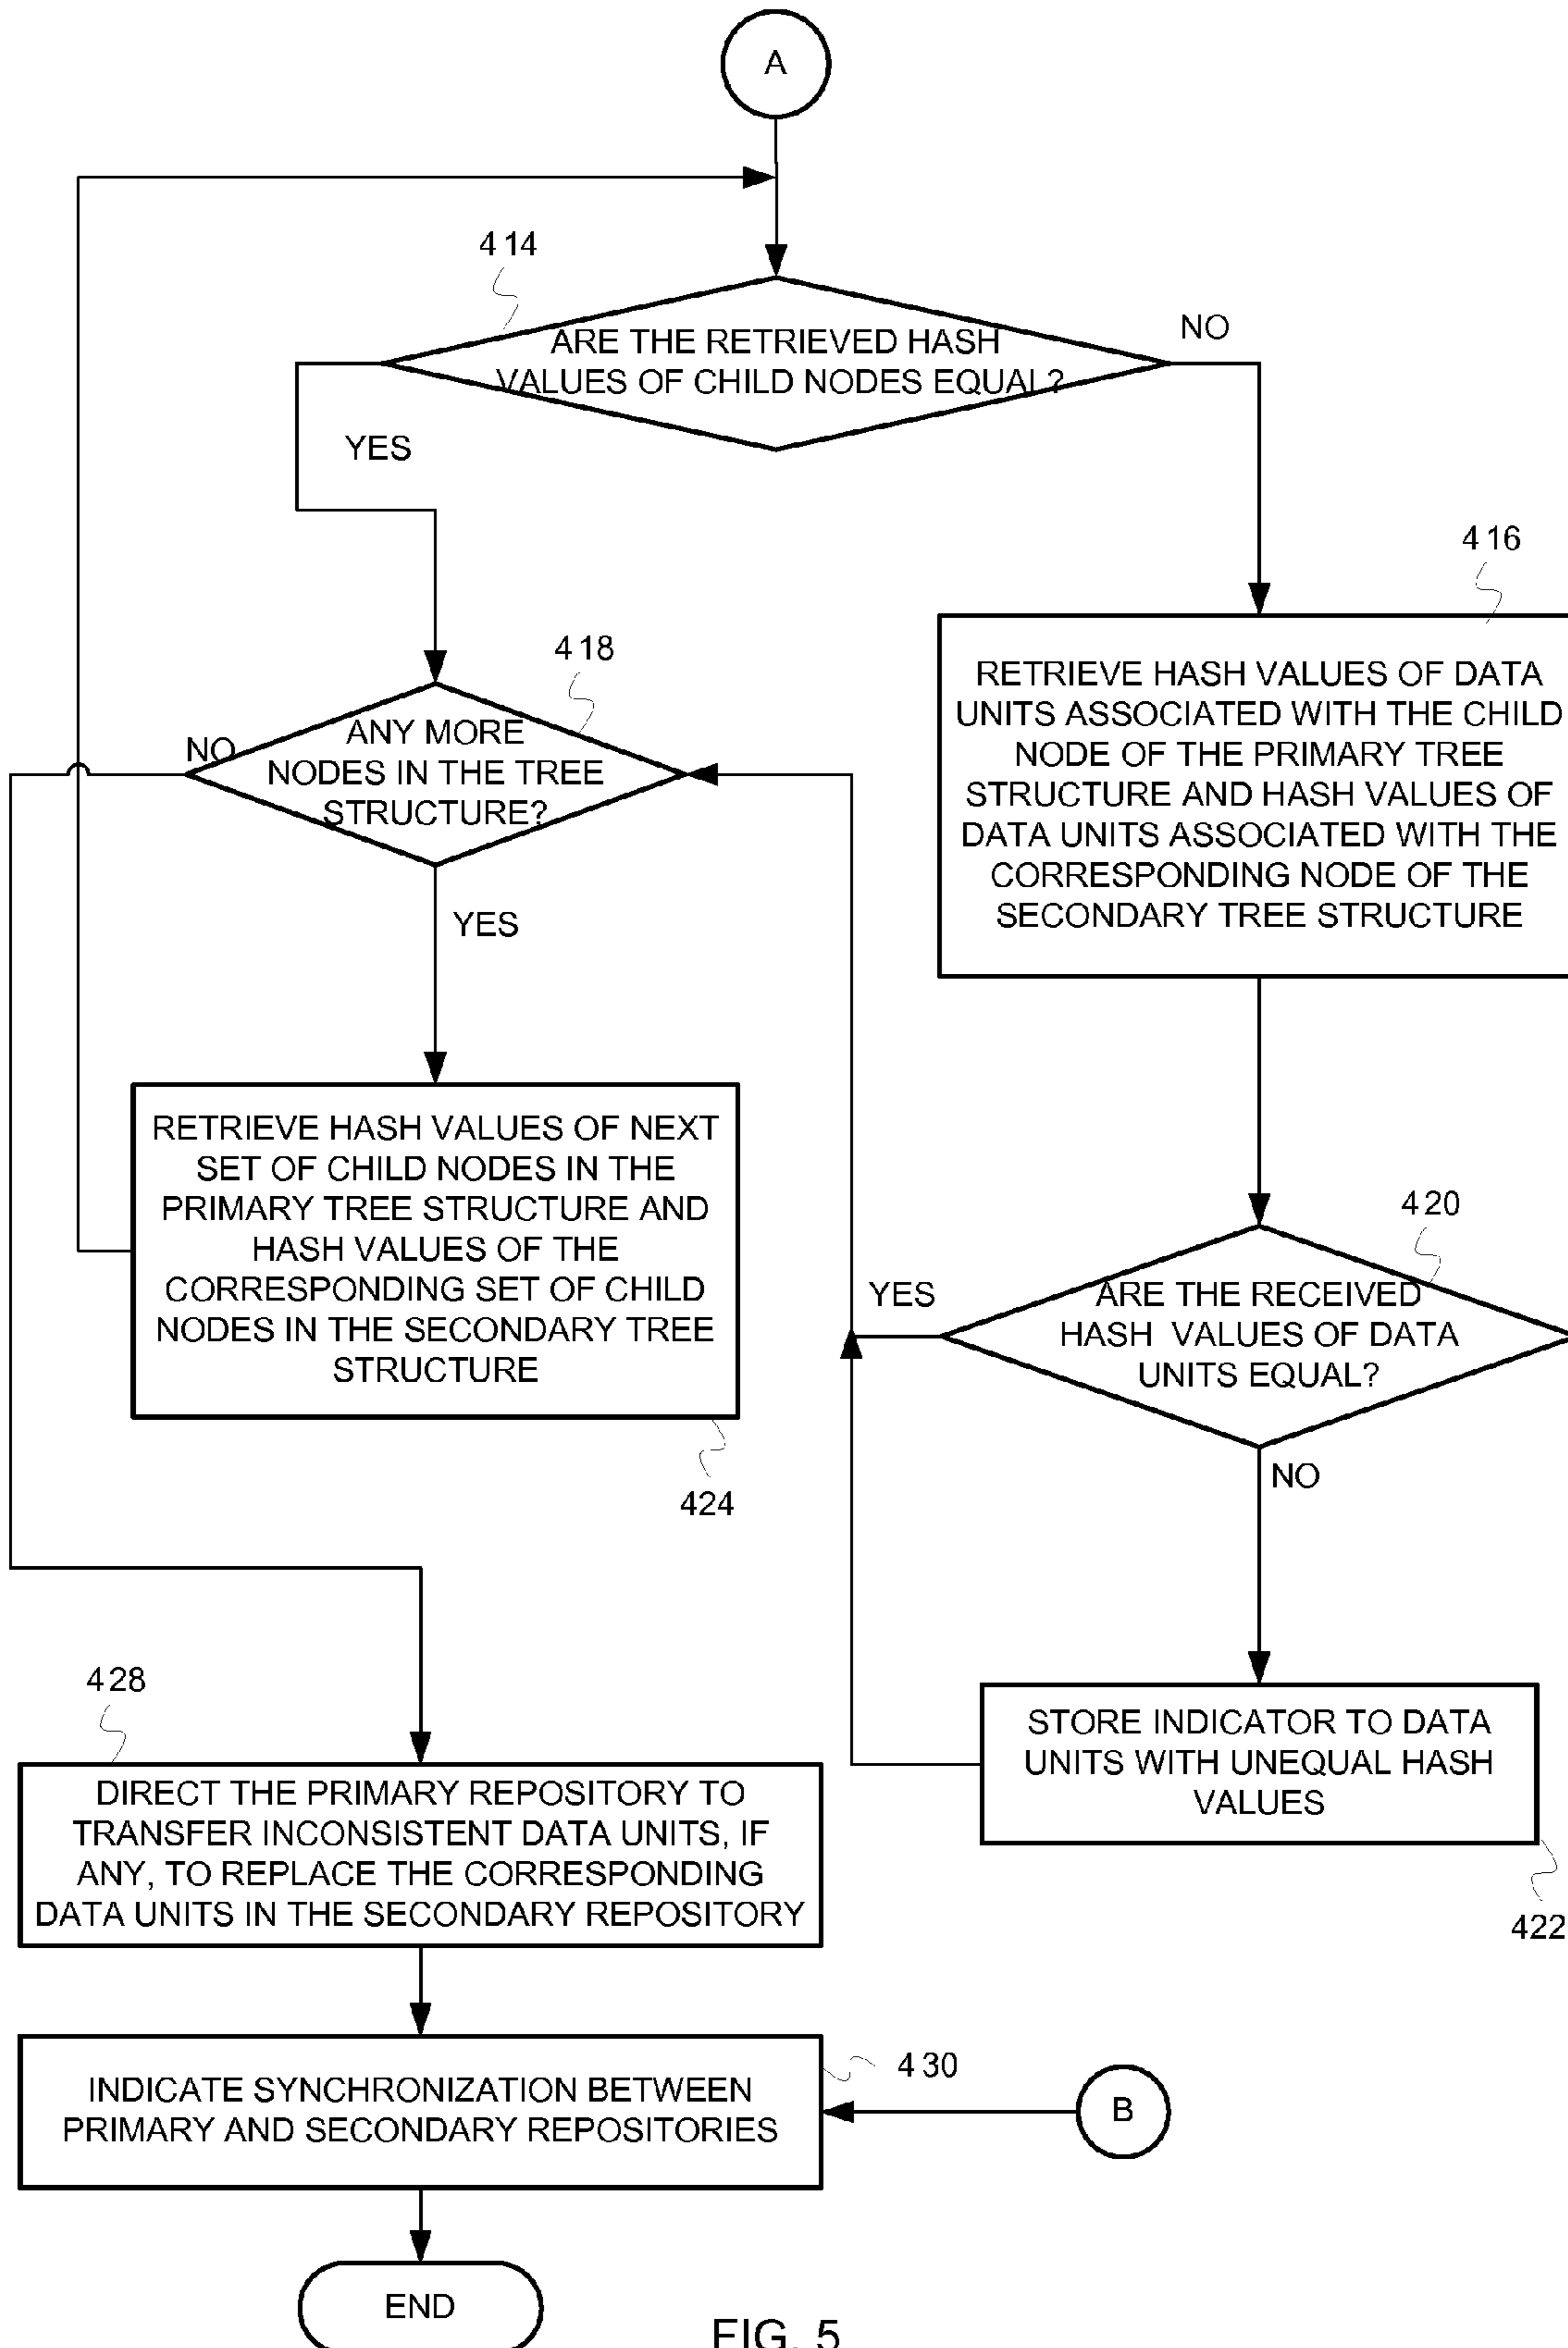 A
414
ARE THE RETRIEVED HASH
VALUES OF CHILD NODES EQUAL?
NO
YES
416
RETRIEVE HASH VALUES OF DATA
UNITS ASSOCIATED WITH THE CHILD
NODE OF THE PRIMARY TREE
STRUCTURE AND HASH VALUES OF
DATA UNITS ASSOCIATED WITH THE
CORRESPONDING NODE OF THE
SECONDARY TREE STRUCTURE
418
NO
ANY MORE
NODES IN THE TREE
STRUCTURE?
YES
RETRIEVE HASH VALUES OF NEXT
SET OF CHILD NODES IN THE
PRIMARY TREE STRUCTURE AND
HASH VALUES OF THE
CORRESPONDING SET OF CHILD
NODES IN THE SECONDARY TREE
STRUCTURE
424
420
YES
ARE THE RECEIVED
HASH VALUES OF DATA
UNITS EQUAL?
NO
STORE INDICATOR TO DATA
UNITS WITH UNEQUAL HASH
VALUES
422
428
DIRECT THE PRIMARY REPOSITORY TO
TRANSFER INCONSISTENT DATA UNITS, IF
ANY, TO REPLACE THE CORRESPONDING
DATA UNITS IN THE SECONDARY REPOSITORY
430
INDICATE SYNCHRONIZATION BETWEEN
PRIMARY AND SECONDARY REPOSITORIES
B
END
FIG. 5